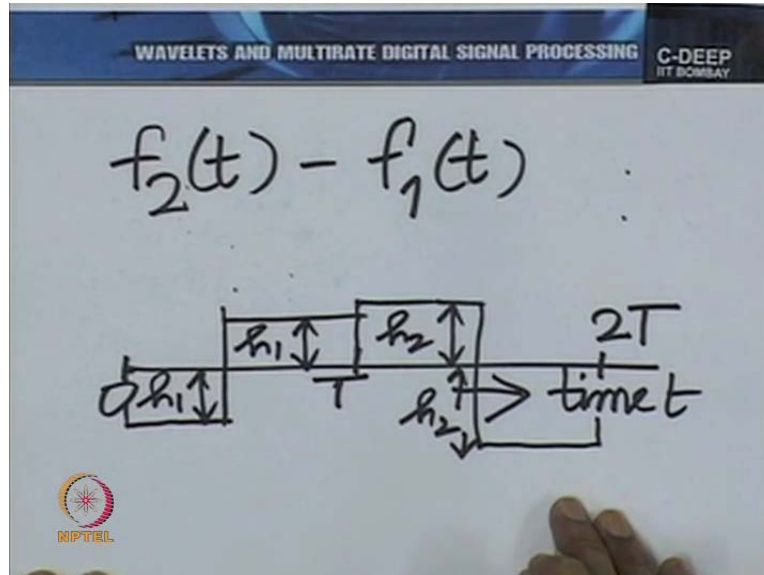 WAVELETS AND MULTIRATE DIGITAL SIGNAL PROCESSING
C-DEEP
IIT BOMBAY
f₂(t) - f₁(t)
2T
h₁ h₂
0 h₁ T h₂ time t
NPTEL